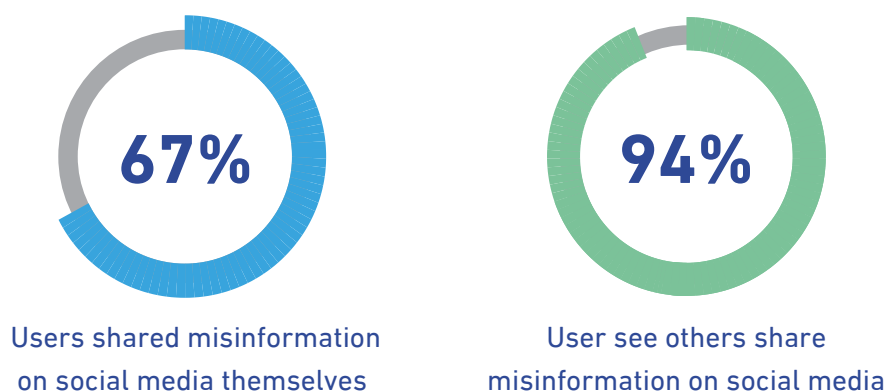 67%
Users shared misinformation
on social media themselves
94%
User see others share
misinformation on social media